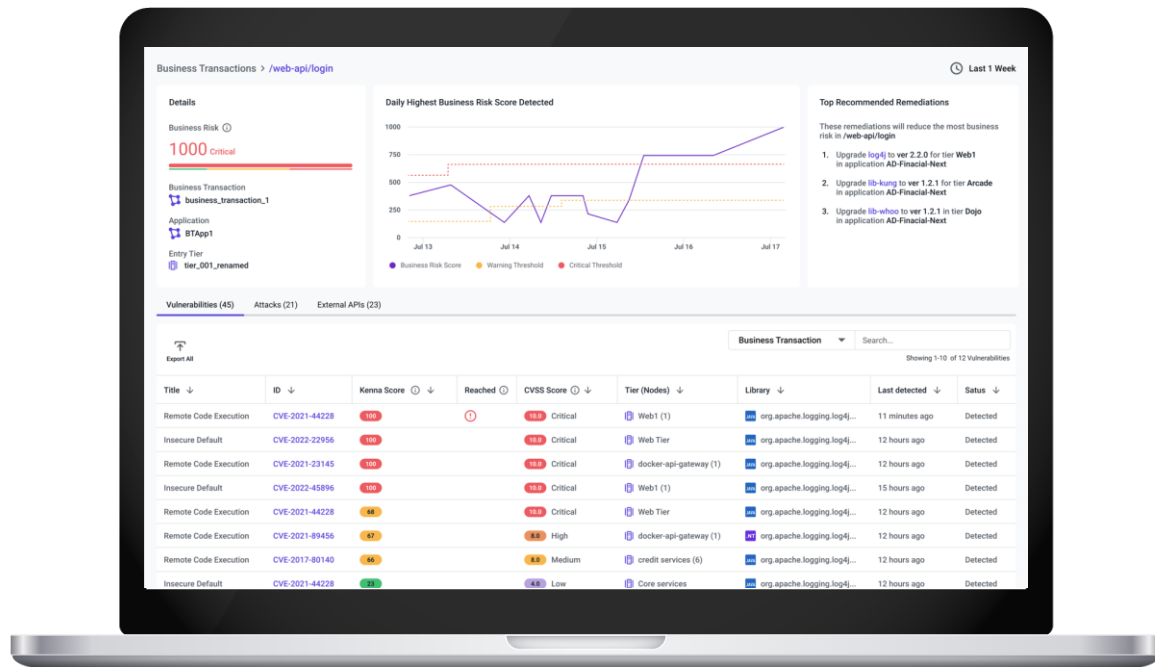 Business Transactions > /web-api/login
Last 1 Week
Details
Business Risk
1000 Critical
Business Transaction
business_transaction_1
Application
BTApp1
Entry Tier
tier_001_renamed
Daily Highest Business Risk Score Detected
1000
750
500
250
0
Jul 13 Jul 14 Jul 15 Jul 16 Jul 17
Business Risk Score Warning Threshold Critical Threshold
Top Recommended Remediations
These remediations will reduce the most business
risk in /web-api/login
1. Upgrade log4j to ver 2.2.0 for tier Web1
in application AD-Finacial-Next
2. Upgrade lib-kung to ver 1.2.1 for tier Arcade
in application AD-Finacial-Next
3. Upgrade lib-whoo to ver 1.2.1 in tier Dojo
in application AD-Finacial-Next
Vulnerabilities (45) Attacks (21) External APIs (23)
Export All
Business Transaction Search...
Showing 1-10 of 12 Vulnerabilities
Title ID Kenna Score Reached CVSS Score Tier (Nodes) Library Last detected Satus
Remote Code Execution CVE-2021-44228 100 10.0 Critical Web1 (1) JAVA org.apache.logging.log4j... 11 minutes ago Detected
Insecure Default CVE-2022-22956 100 10.0 Critical Web Tier JAVA org.apache.logging.log4j... 12 hours ago Detected
Remote Code Execution CVE-2021-23145 100 10.0 Critical docker-api-gateway (1) JAVA org.apache.logging.log4j... 12 hours ago Detected
Insecure Default CVE-2022-45896 100 10.0 Critical Web1 (1) JAVA org.apache.logging.log4j... 15 hours ago Detected
Remote Code Execution CVE-2021-44228 68 10.0 Critical Web Tier JAVA org.apache.logging.log4j... 12 hours ago Detected
Remote Code Execution CVE-2021-89456 67 8.0 High docker-api-gateway (1) .NT org.apache.logging.log4j... 12 hours ago Detected
Remote Code Execution CVE-2017-80140 66 8.0 Medium credit services (6) JAVA org.apache.logging.log4j... 12 hours ago Detected
Insecure Default CVE-2021-44228 23 4.0 Low Core services JAVA org.apache.logging.log4j... 12 hours ago Detected